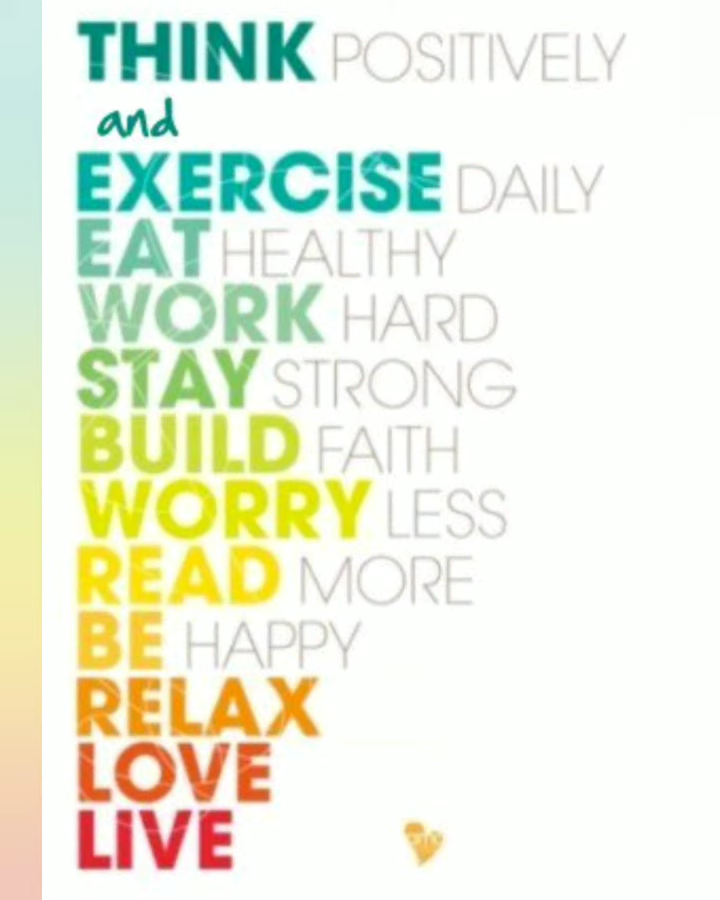 THINK POSITIVELY
and
EXERCISE DAILY
EAT HEALTHY
WORK HARD
STAY STRONG
BUILD FAITH
WORRY LESS
READ MORE
BE HAPPY
RELAX
LOVE
LIVE